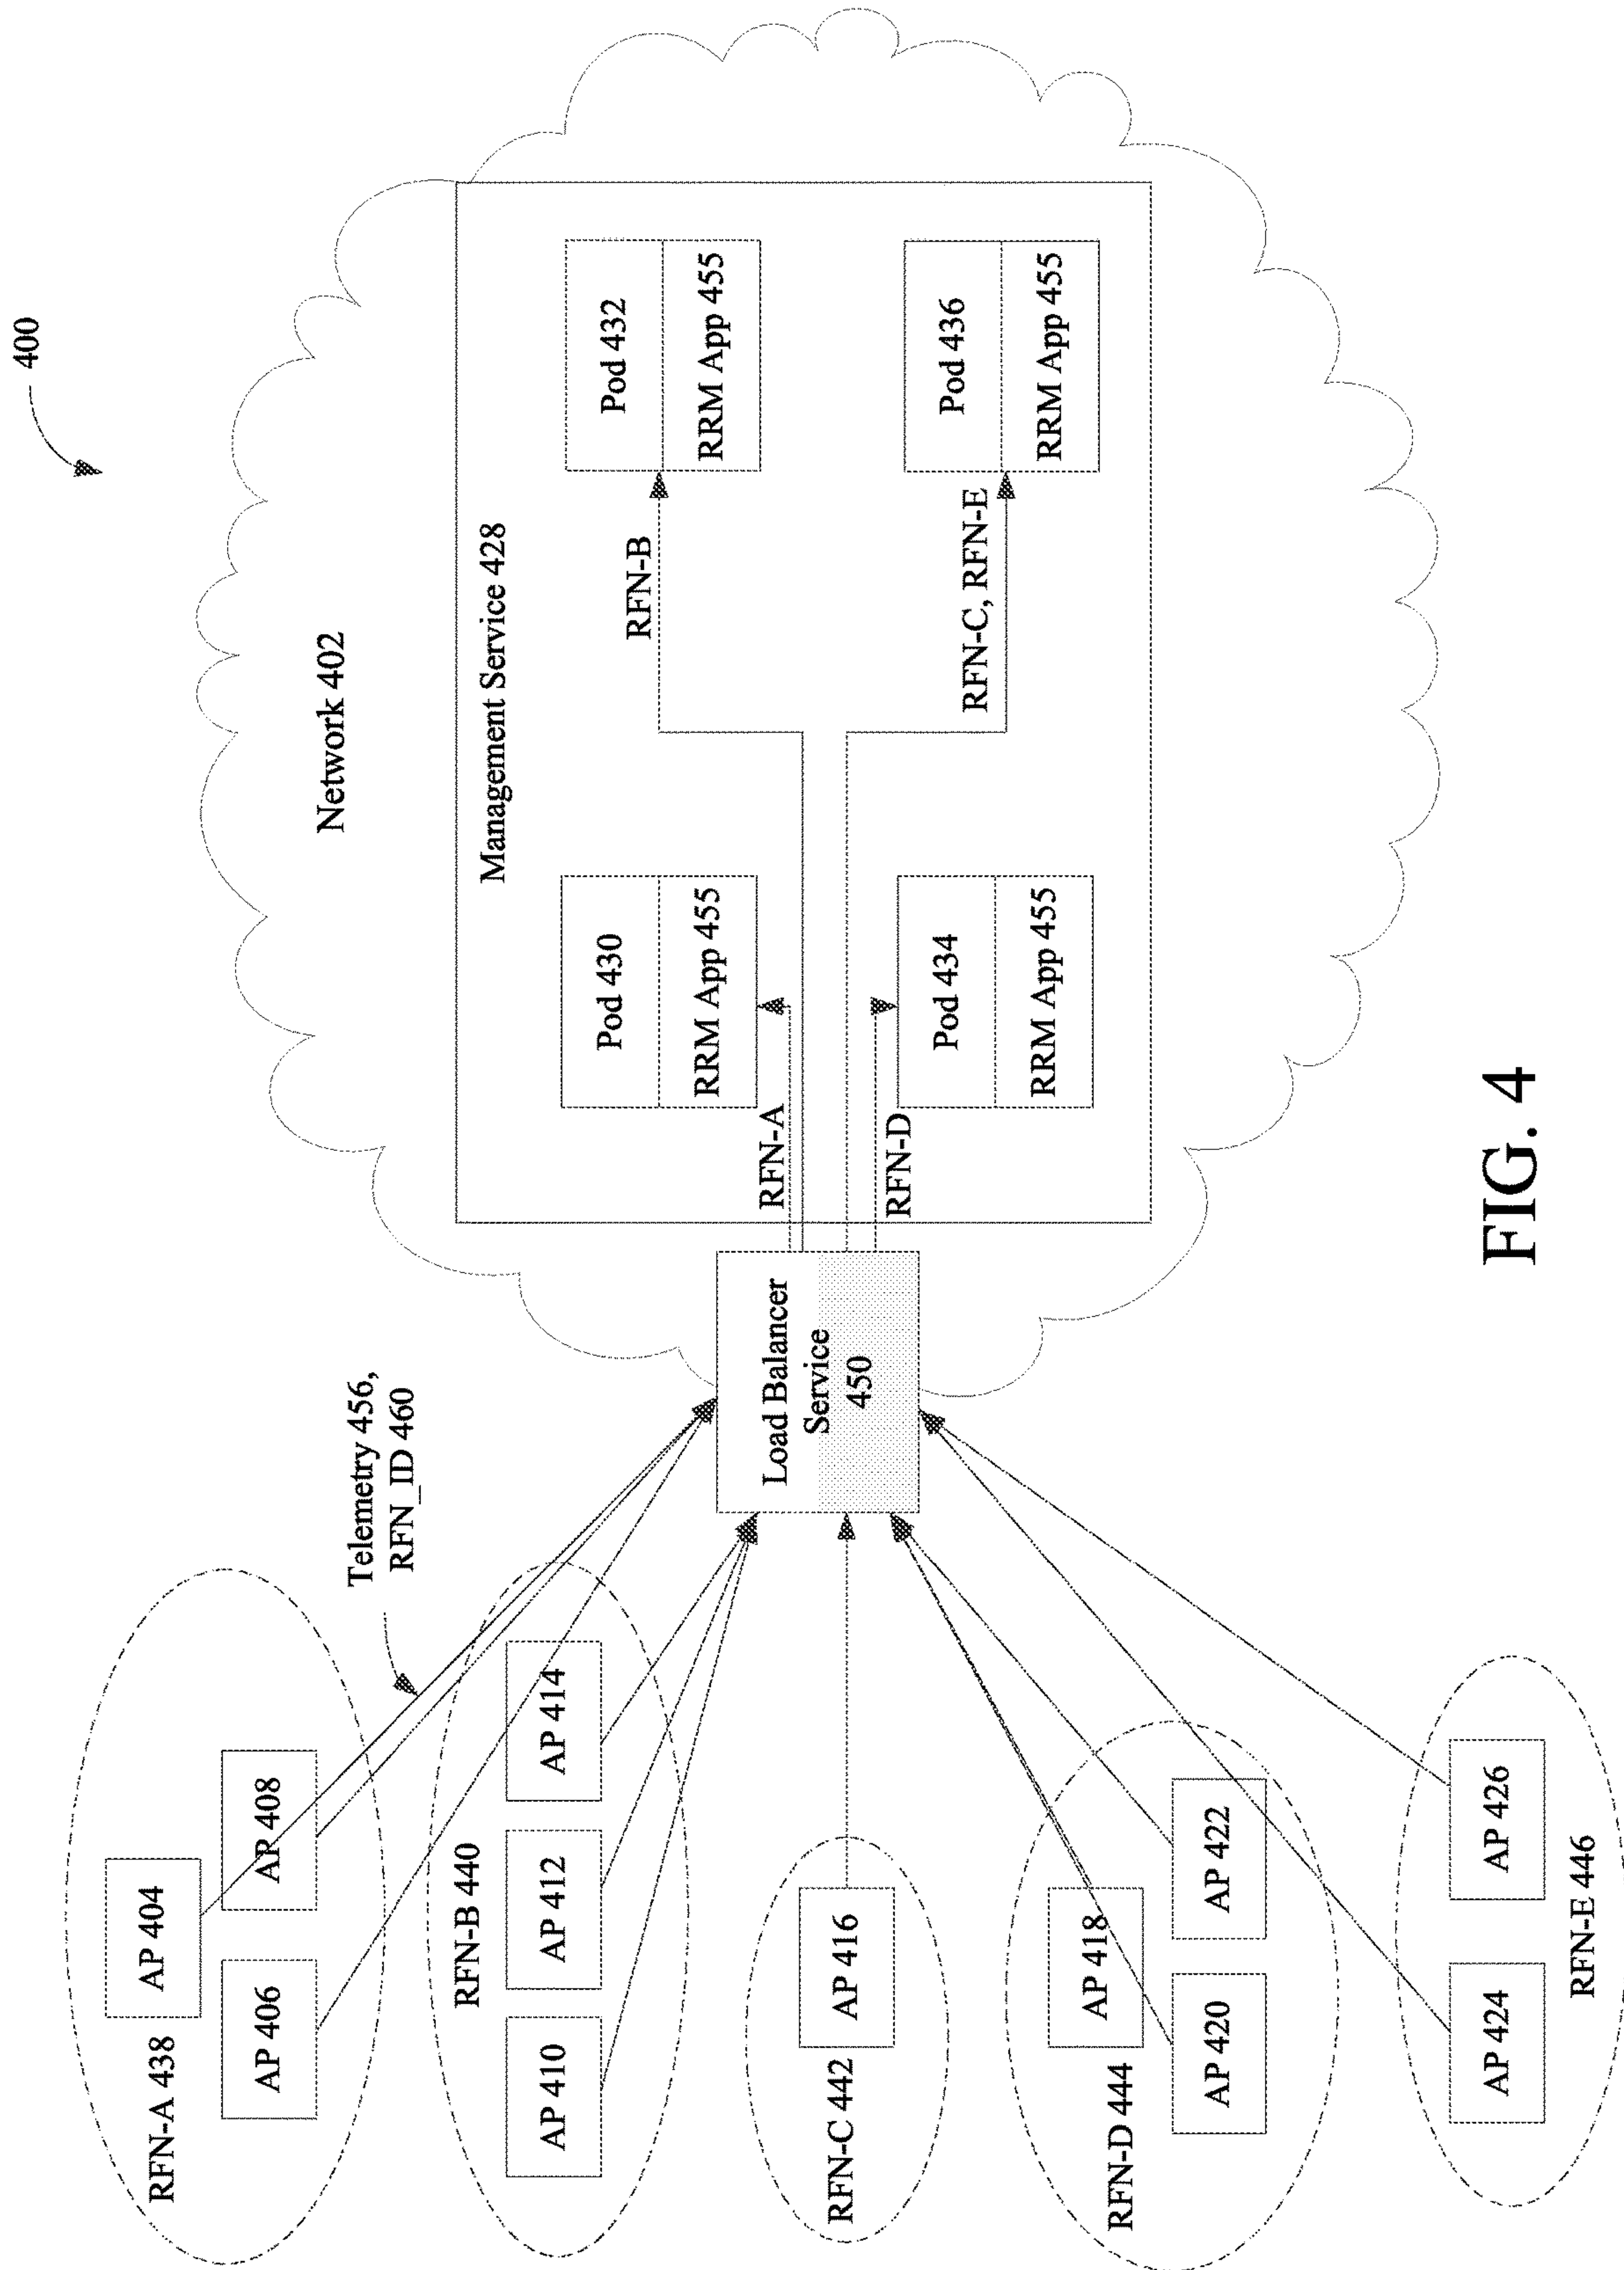 400
Network 402
Telemetry 456,
RFN_ID 460
Management Service 428
AP 404
AP 406
AP 408
RFN-A 438
RFN-B 440
AP 410
AP 412
AP 414
AP 416
RFN-C 442
AP 418
RFN-D 444
AP 420
AP 422
AP 424
AP 426
RFN-E 446
Load Balancer
Service
450
RFN-A
RFN-B
RFN-C, RFN-E
RFN-D
Pod 430
RRM App 455
Pod 432
RRM App 455
Pod 434
RRM App 455
Pod 436
RRM App 455
FIG. 4